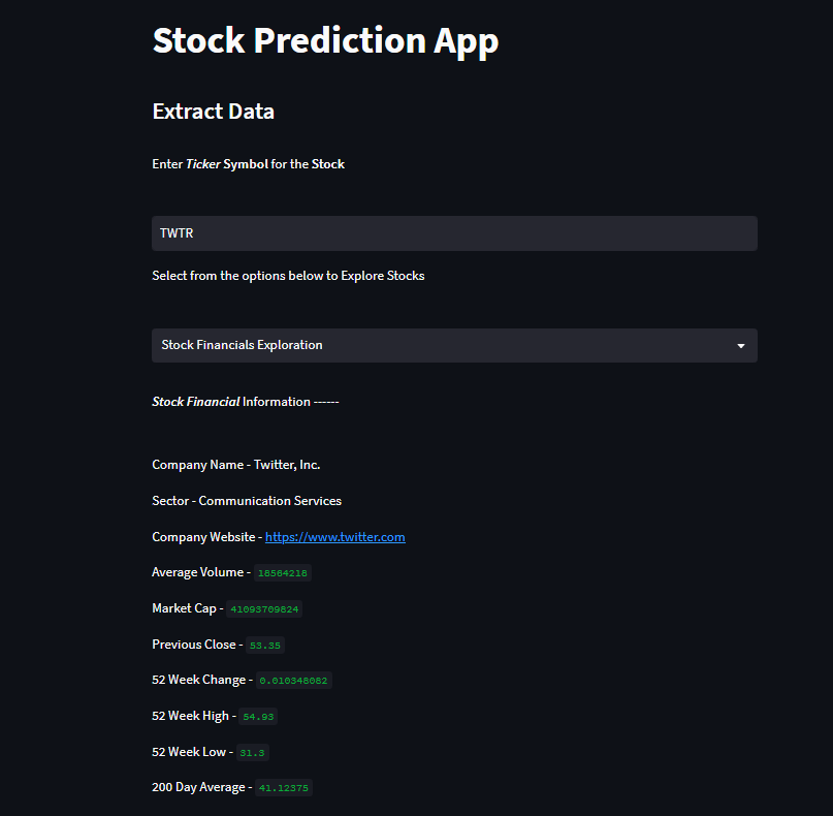 Stock Prediction App
Extract Data
Enter Ticker Symbol for the Stock
TWTR
Select from the options below to Explore Stocks
Stock Financials Exploration
Stock Financial Information ------
Company Name - Twitter, Inc.
Sector - Communication Services
Company Website - https://www.twitter.com
Average Volume - 18564218
Market Cap - 41093709824
Previous Close - 53.35
52 Week Change - 0.010348082
52 Week High - 54.93
52 Week Low - 31.3
200 Day Average - 41.12375